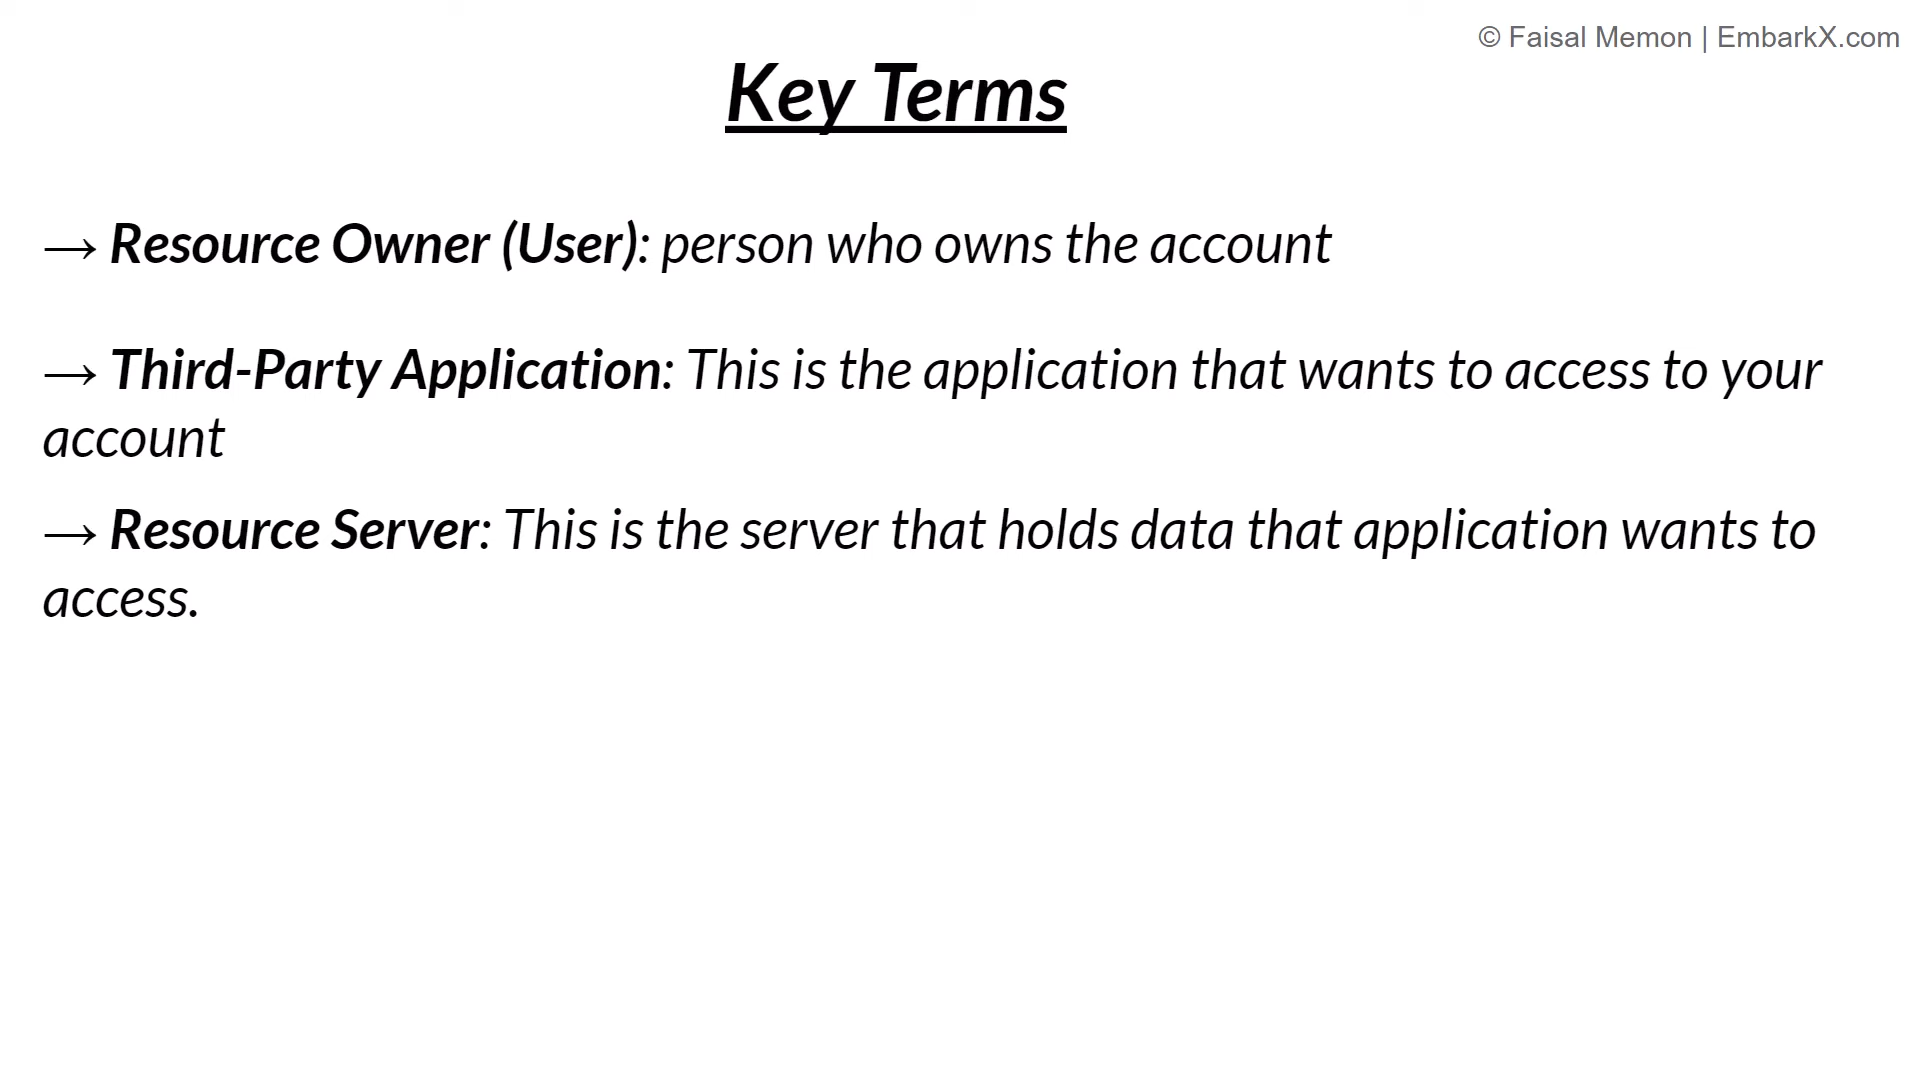 © Faisal Memon | EmbarkX.com
Key Terms
→ Resource Owner (User): person who owns the account
→ Third-Party Application: This is the application that wants to access to your
account
→ Resource Server: This is the server that holds data that application wants to
access.